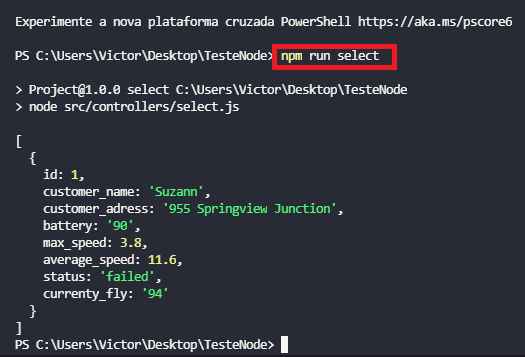 Experimente a nova plataforma cruzada PowerShell https://aka.ms/pscore6
PS C:\Users\Victor\Desktop\TesteNode> npm run select
> Project@1.0.0 select C:\Users\Victor\Desktop\TesteNode
> node src/controllers/select.js
[
  {
    id: 1,
    customer_name: 'Suzann',
    customer_adress: '955 Springview Junction',
    battery: '90',
    max_speed: 3.8,
    average_speed: 11.6,
    status: 'failed',
    currenty_fly: '94'
  }
]
PS C:\Users\Victor\Desktop\TesteNode>